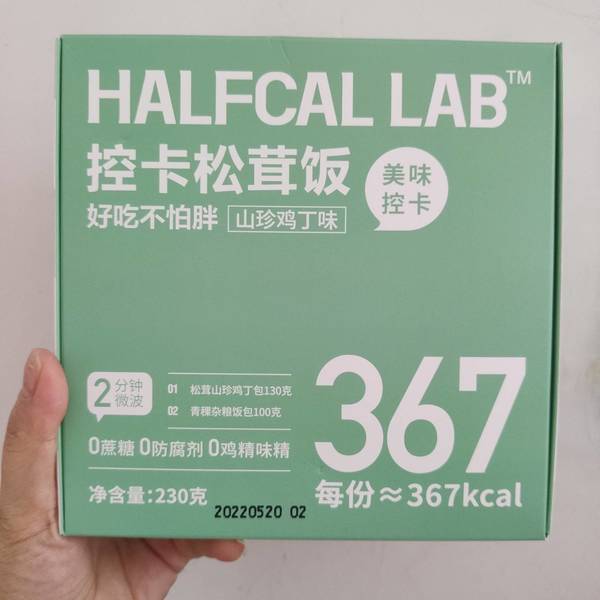 HALFCAL LAB™
控卡松茸饭
美味
控卡
好吃不怕胖 山珍鸡丁味
2分钟
微波
01 松茸山珍鸡丁包130克
02 青稞杂粮饭包100克
0蔗糖 0防腐剂 0鸡精味精
367
净含量:230克
每份≈367kcal
20220520 02